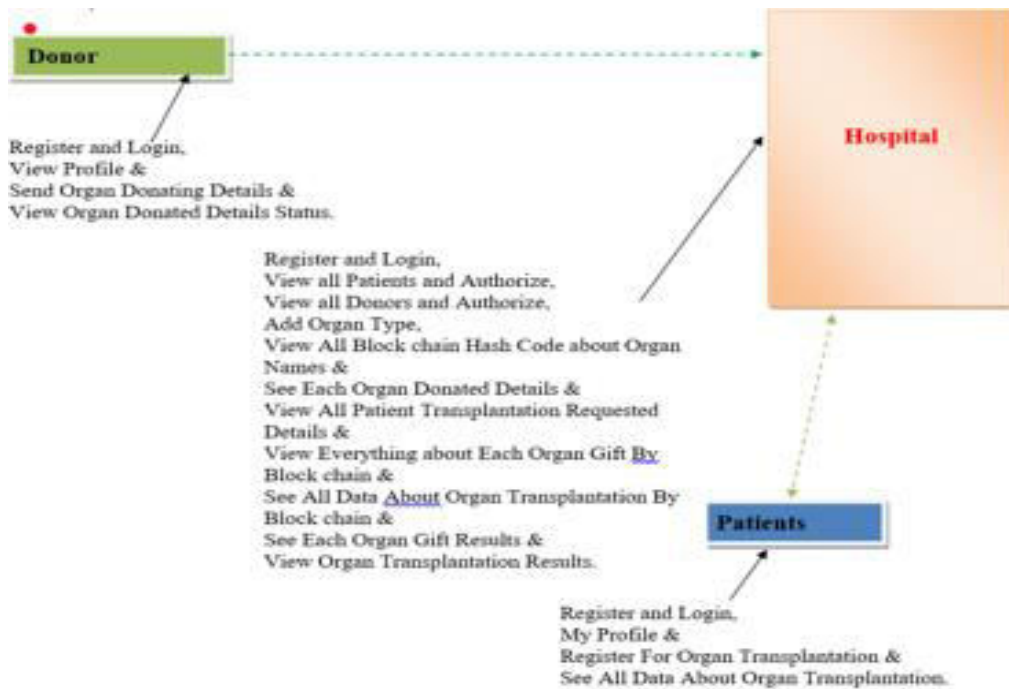 Donor
Hospital
Register and Login,
View Profile &
Send Organ Donating Details &
View Organ Donated Details Status.
Register and Login,
View all Patients and Authorize,
View all Donors and Authorize,
Add Organ Type,
View All Block chain Hash Code about Organ
Names &
See Each Organ Donated Details &
View All Patient Transplantation Requested
Details &
View Everything about Each Organ Gift By
Block chain &
See All Data About Organ Transplantation By
Block chain &
See Each Organ Gift Results &
View Organ Transplantation Results.
Patients
Register and Login,
My Profile &
Register For Organ Transplantation &
See All Data About Organ Transplantation.